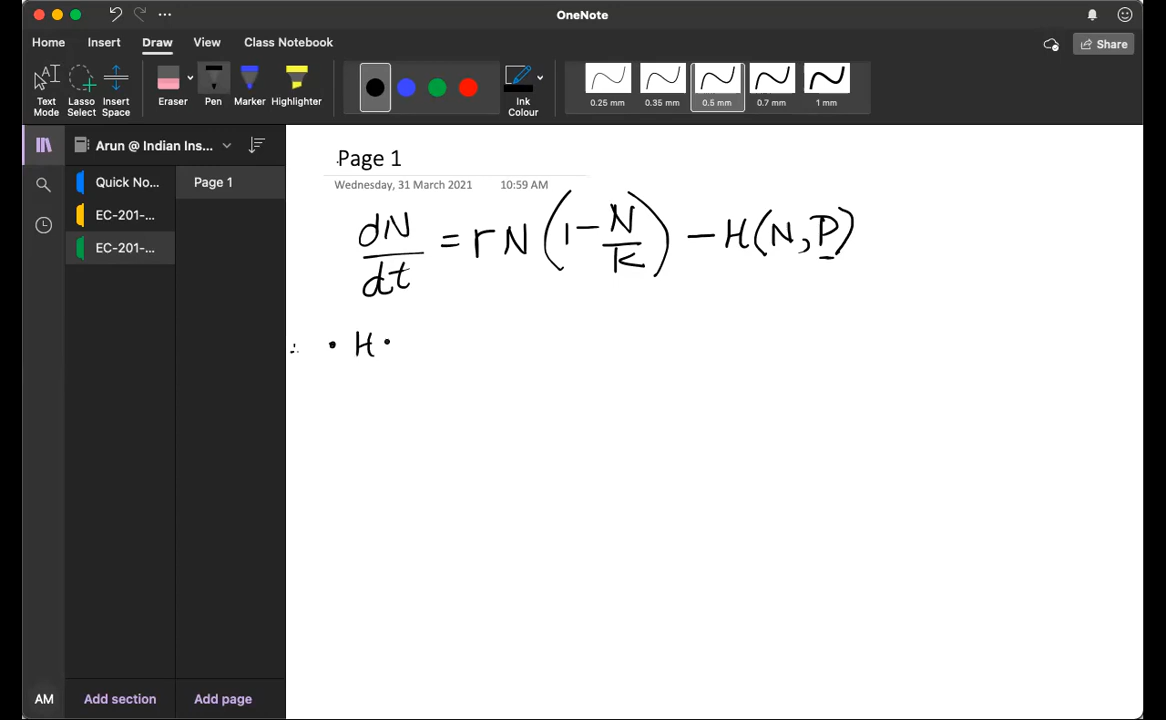 OneNote
Home Insert Draw View Class Notebook
Share
Text Mode
Lasso Select
Insert Space
Eraser
Pen
Marker
Highlighter
Ink Colour
0.25 mm
0.35 mm
0.5 mm
0.7 mm
1 mm
Arun @ Indian Ins...
Quick No...
EC-201-...
EC-201-...
Page 1
Page 1
Wednesday, 31 March 2021 10:59 AM
dN/dt = rN(1 - N/K) - H(N, P)
• H •
AM
Add section
Add page